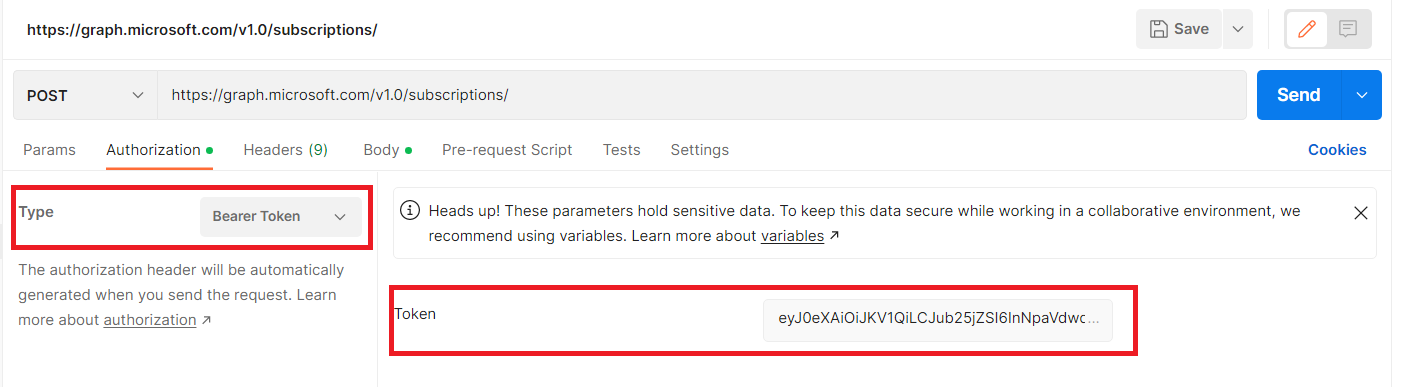 https://graph.microsoft.com/v1.0/subscriptions/
Save
POST
https://graph.microsoft.com/v1.0/subscriptions/
Send
Params
Authorization
Headers (9)
Body
Pre-request Script
Tests
Settings
Cookies
Type
Bearer Token
The authorization header will be automatically
generated when you send the request. Learn
more about authorization ↗
Heads up! These parameters hold sensitive data. To keep this data secure while working in a collaborative environment, we
recommend using variables. Learn more about variables ↗
Token
eyJ0eXAiOiJKV1QiLCJub25jZSI6InNpaVdwc...